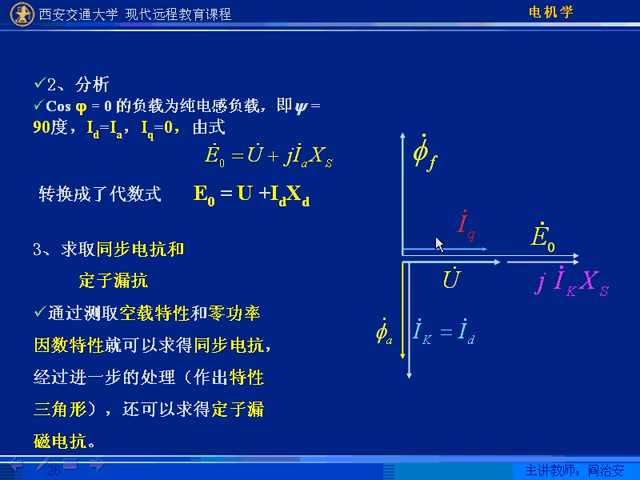 西安交通大学 现代远程教育课程
电机学
✓2、分析
✓Cos φ = 0 的负载为纯电感负载，即ψ =
90度，Id=Ia，Iq=0，由式
Ė0 = U̇ + jİaXS
转换成了代数式 E0 = U +IdXd
3、求取同步电抗和
定子漏抗
✓通过测取空载特性和零功率
因数特性就可以求得同步电抗，
经过进一步的处理（作出特性
三角形），还可以求得定子漏
磁电抗。
ϕ̇f
İq
Ė0
U̇
j İKXS
ϕ̇a
İK = İd
26
主讲教师：阎治安